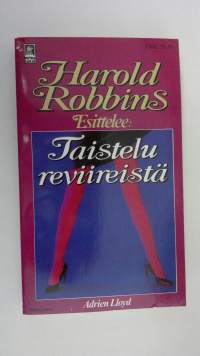 Harold
Robbins
Esittelee:
Taistelu
reviireistä
Adrien Lloyd